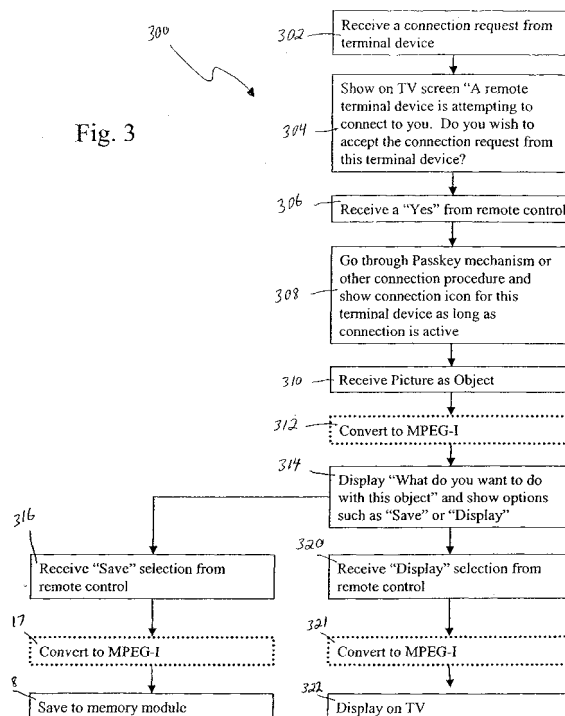 300
Fig. 3
302
Receive a connection request from
terminal device
304
Show on TV screen “A remote
terminal device is attempting to
connect to you. Do you wish to
accept the connection request from
this terminal device?
306
Receive a “Yes” from remote control
308
Go through Passkey mechanism or
other connection procedure and
show connection icon for this
terminal device as long as
connection is active
310
Receive Picture as Object
312
Convert to MPEG-I
314
Display “What do you want to do
with this object” and show options
such as “Save” or “Display”
316
Receive “Save” selection from
remote control
17
Convert to MPEG-I
8
Save to memory module
320
Receive “Display” selection from
remote control
321
Convert to MPEG-I
322
Display on TV